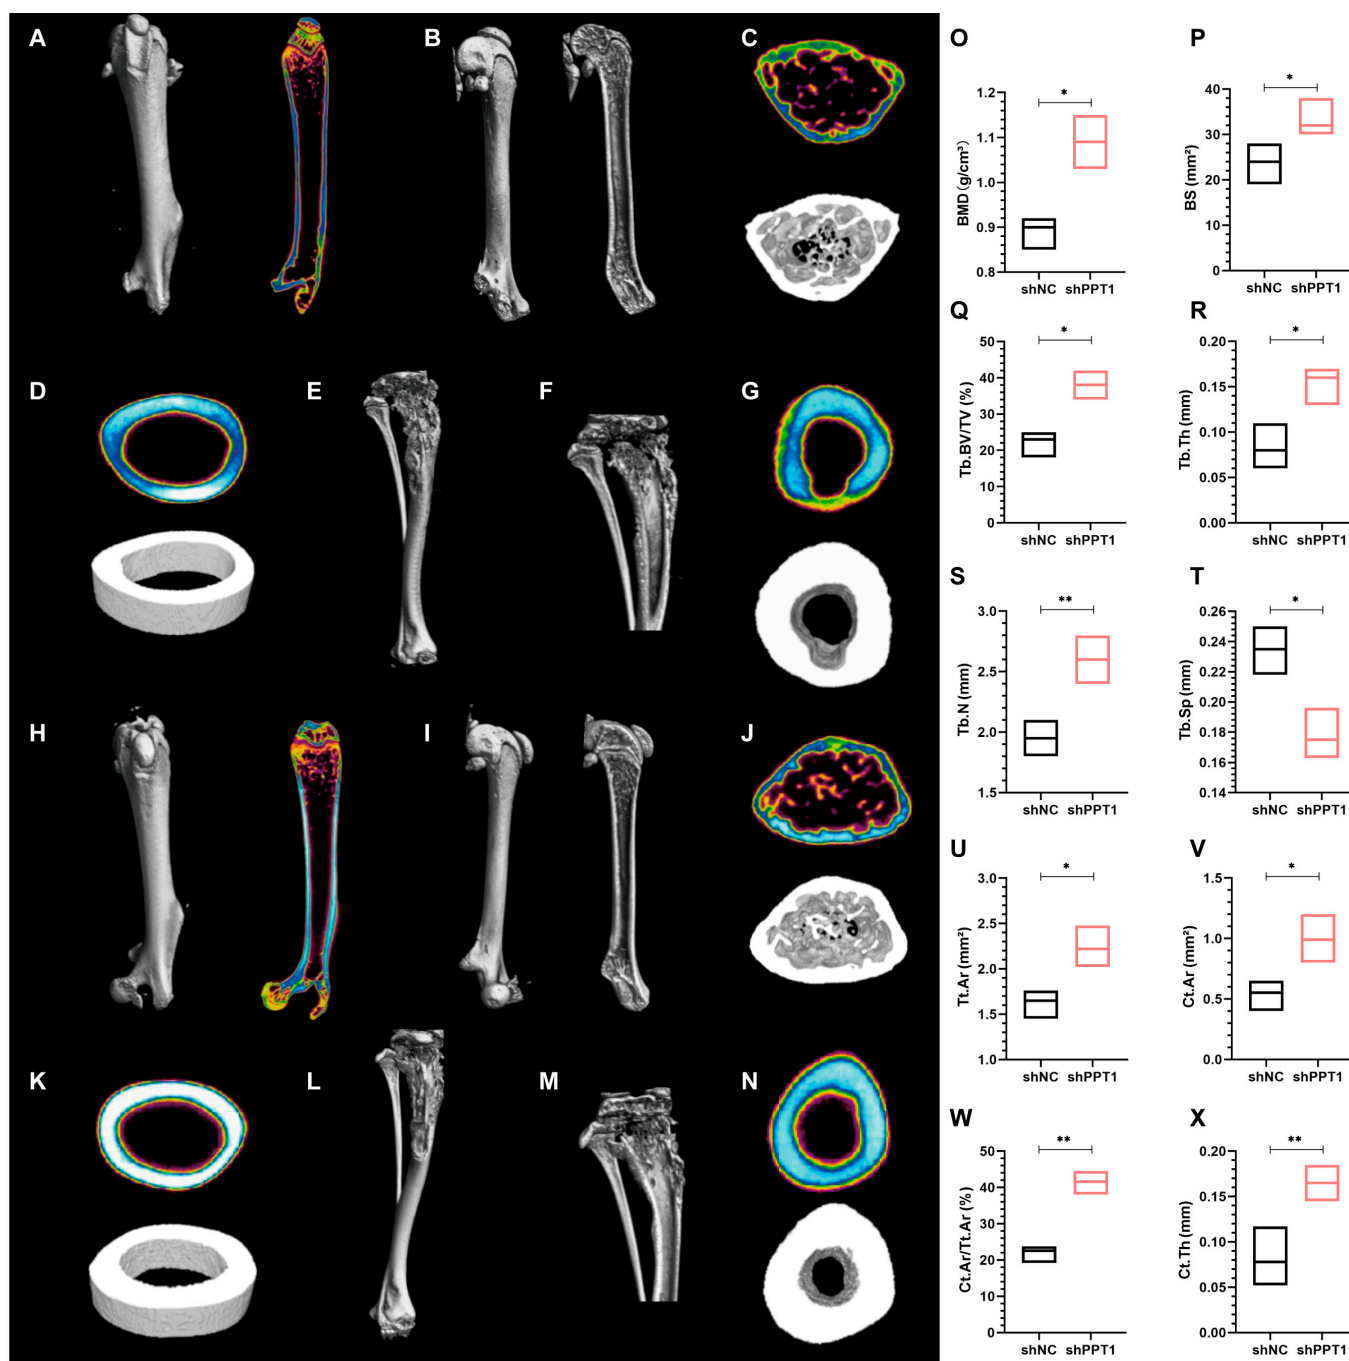 A
B
C
D
E
F
G
H
I
J
K
L
M
N
O
*
BMD (g/cm³)
1.2
1.1
1.0
0.9
0.8
shNC shPPT1
P
*
BS (mm²)
40
30
20
10
0
shNC shPPT1
Q
*
Tb.BV/TV (%)
50
40
30
20
10
0
shNC shPPT1
R
*
Tb.Th (mm)
0.20
0.15
0.10
0.05
0.00
shNC shPPT1
S
**
Tb.N (mm)
3.0
2.5
2.0
1.5
shNC shPPT1
T
*
Tb.Sp (mm)
0.26
0.24
0.22
0.20
0.18
0.16
0.14
shNC shPPT1
U
*
Tt.Ar (mm²)
3.0
2.5
2.0
1.5
1.0
shNC shPPT1
V
*
Ct.Ar (mm²)
1.5
1.0
0.5
0.0
shNC shPPT1
W
**
Ct.Ar/Tt.Ar (%)
50
40
30
20
10
0
shNC shPPT1
X
**
Ct.Th (mm)
0.20
0.15
0.10
0.05
0.00
shNC shPPT1